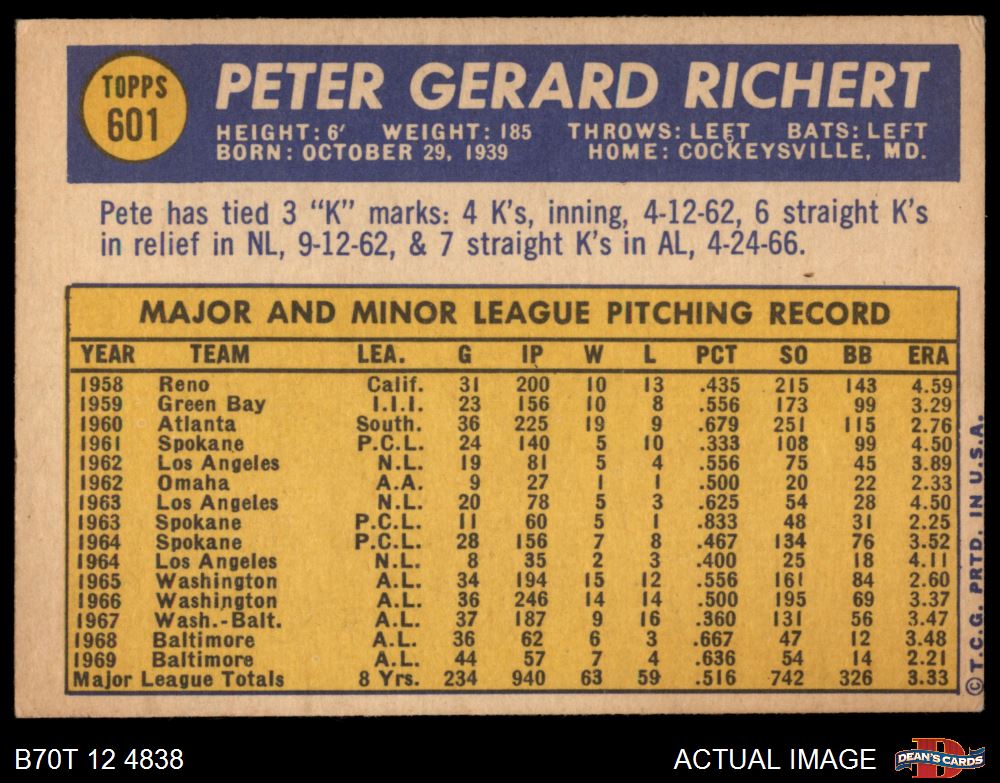 TOPPS
601
PETER GERARD RICHERT
HEIGHT: 6' WEIGHT: 185 THROWS: LEFT BATS: LEFT
BORN: OCTOBER 29, 1939 HOME: COCKEYSVILLE, MD.
Pete has tied 3 “K” marks: 4 K's, inning, 4-12-62, 6 straight K's
in relief in NL, 9-12-62, & 7 straight K's in AL, 4-24-66.
MAJOR AND MINOR LEAGUE PITCHING RECORD
YEAR TEAM LEA. G IP W L PCT SO BB ERA
1958 Reno Calif. 31 200 10 13 .435 215 143 4.59
1959 Green Bay I.I.I. 23 156 10 8 .556 173 99 3.29
1960 Atlanta South. 36 225 19 9 .679 251 115 2.76
1961 Spokane P.C.L. 24 140 5 10 .333 108 99 4.50
1962 Los Angeles N.L. 19 81 5 4 .556 75 45 3.89
1962 Omaha A.A. 9 27 1 1 .500 20 22 2.33
1963 Los Angeles N.L. 20 78 5 3 .625 54 28 4.50
1963 Spokane P.C.L. 11 60 5 1 .833 48 31 2.25
1964 Spokane P.C.L. 28 156 7 8 .467 134 76 3.52
1964 Los Angeles N.L. 8 35 2 3 .400 25 18 4.11
1965 Washington A.L. 34 194 15 12 .556 161 84 2.60
1966 Washington A.L. 36 246 14 14 .500 195 69 3.37
1967 Wash.-Balt. A.L. 37 187 9 16 .360 131 56 3.47
1968 Baltimore A.L. 36 62 6 3 .667 47 12 3.48
1969 Baltimore A.L. 44 57 7 4 .636 54 14 2.21
Major League Totals 8 Yrs. 234 940 63 59 .516 742 326 3.33
©T.C.G. PRTD. IN U.S.A.
B70T 12 4838 ACTUAL IMAGE
DEAN'S CARDS